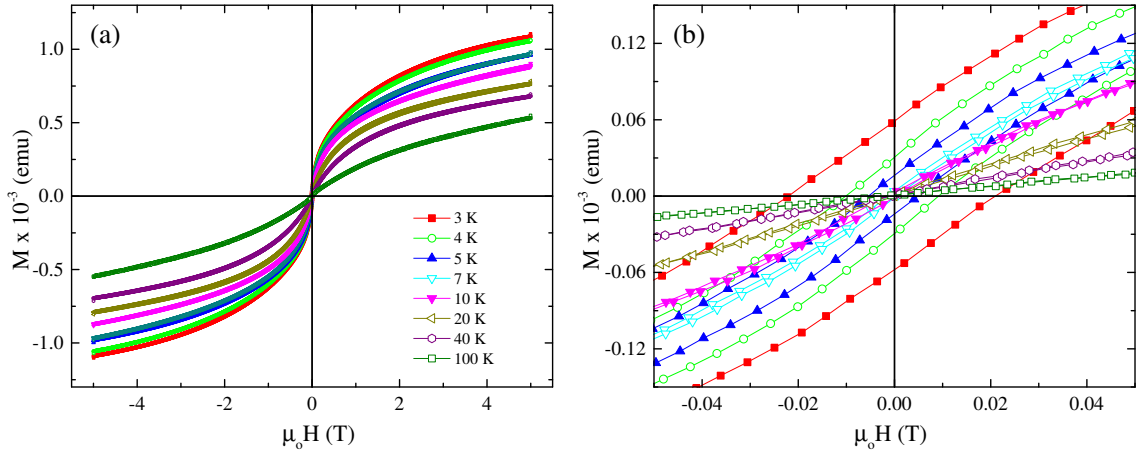 (a)
1.0
0.5
0.0
-0.5
-1.0
M x 10⁻³ (emu)
-4 -2 0 2 4
μₒH (T)
3 K
4 K
5 K
7 K
10 K
20 K
40 K
100 K
(b)
0.12
0.06
0.00
-0.06
-0.12
M x 10⁻³ (emu)
-0.04 -0.02 0.00 0.02 0.04
μₒH (T)